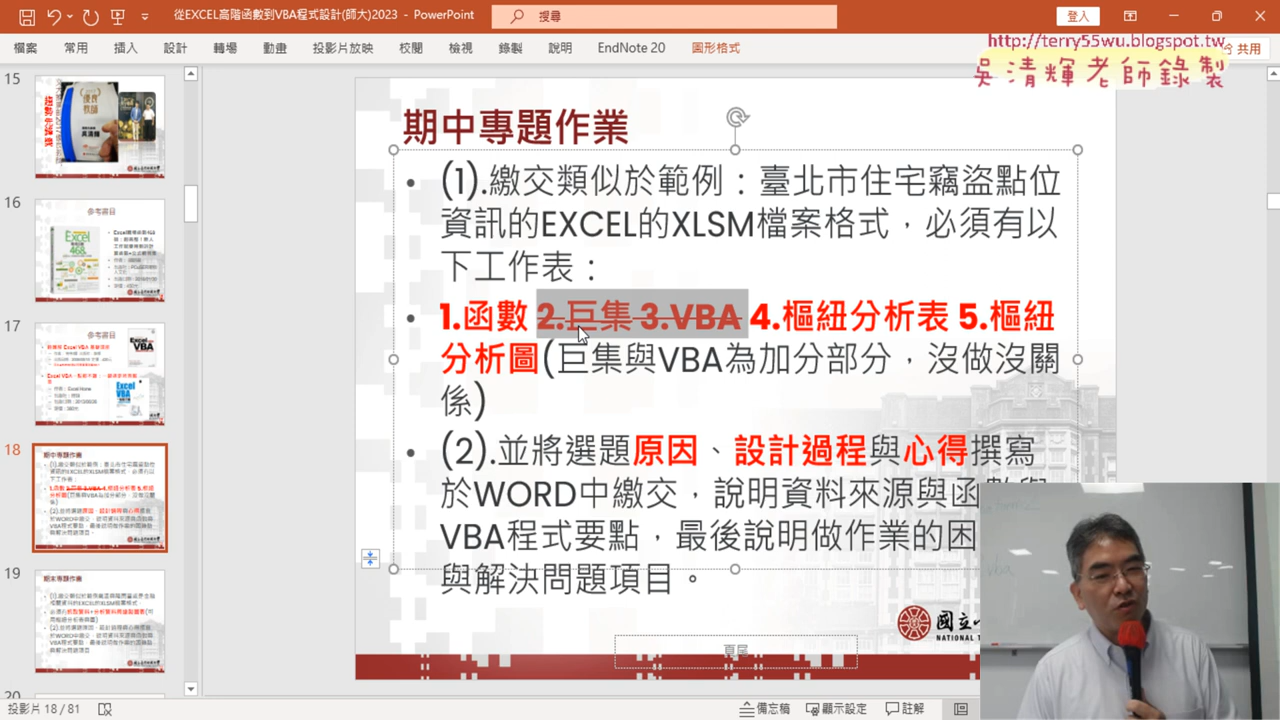 從EXCEL高階函數到VBA程式設計(師大)2023 - PowerPoint
搜尋
登入
檔案 常用 插入 設計 轉場 動畫 投影片放映 校閱 檢視 錄製 說明 EndNote 20 圖形格式
共用
http://terry55wu.blogspot.tw
吳清輝老師錄製
15
16
參考書目
17
參考書目
18
期中專題作業
19
期末專題作業
20
期中專題作業
• (1).繳交類似於範例：臺北市住宅竊盜點位
資訊的EXCEL的XLSM檔案格式，必須有以
下工作表：
• 1.函數 2.巨集 3.VBA 4.樞紐分析表 5.樞紐
分析圖(巨集與VBA為加分部分，沒做沒關
係)
• (2).並將選題原因、設計過程與心得撰寫
於WORD中繳交，說明資料來源與函數與
VBA程式要點，最後說明做作業的困
與解決問題項目。
國立
NATIONAL T
頁尾
投影片 18 / 81
備忘稿 顯示設定 註解